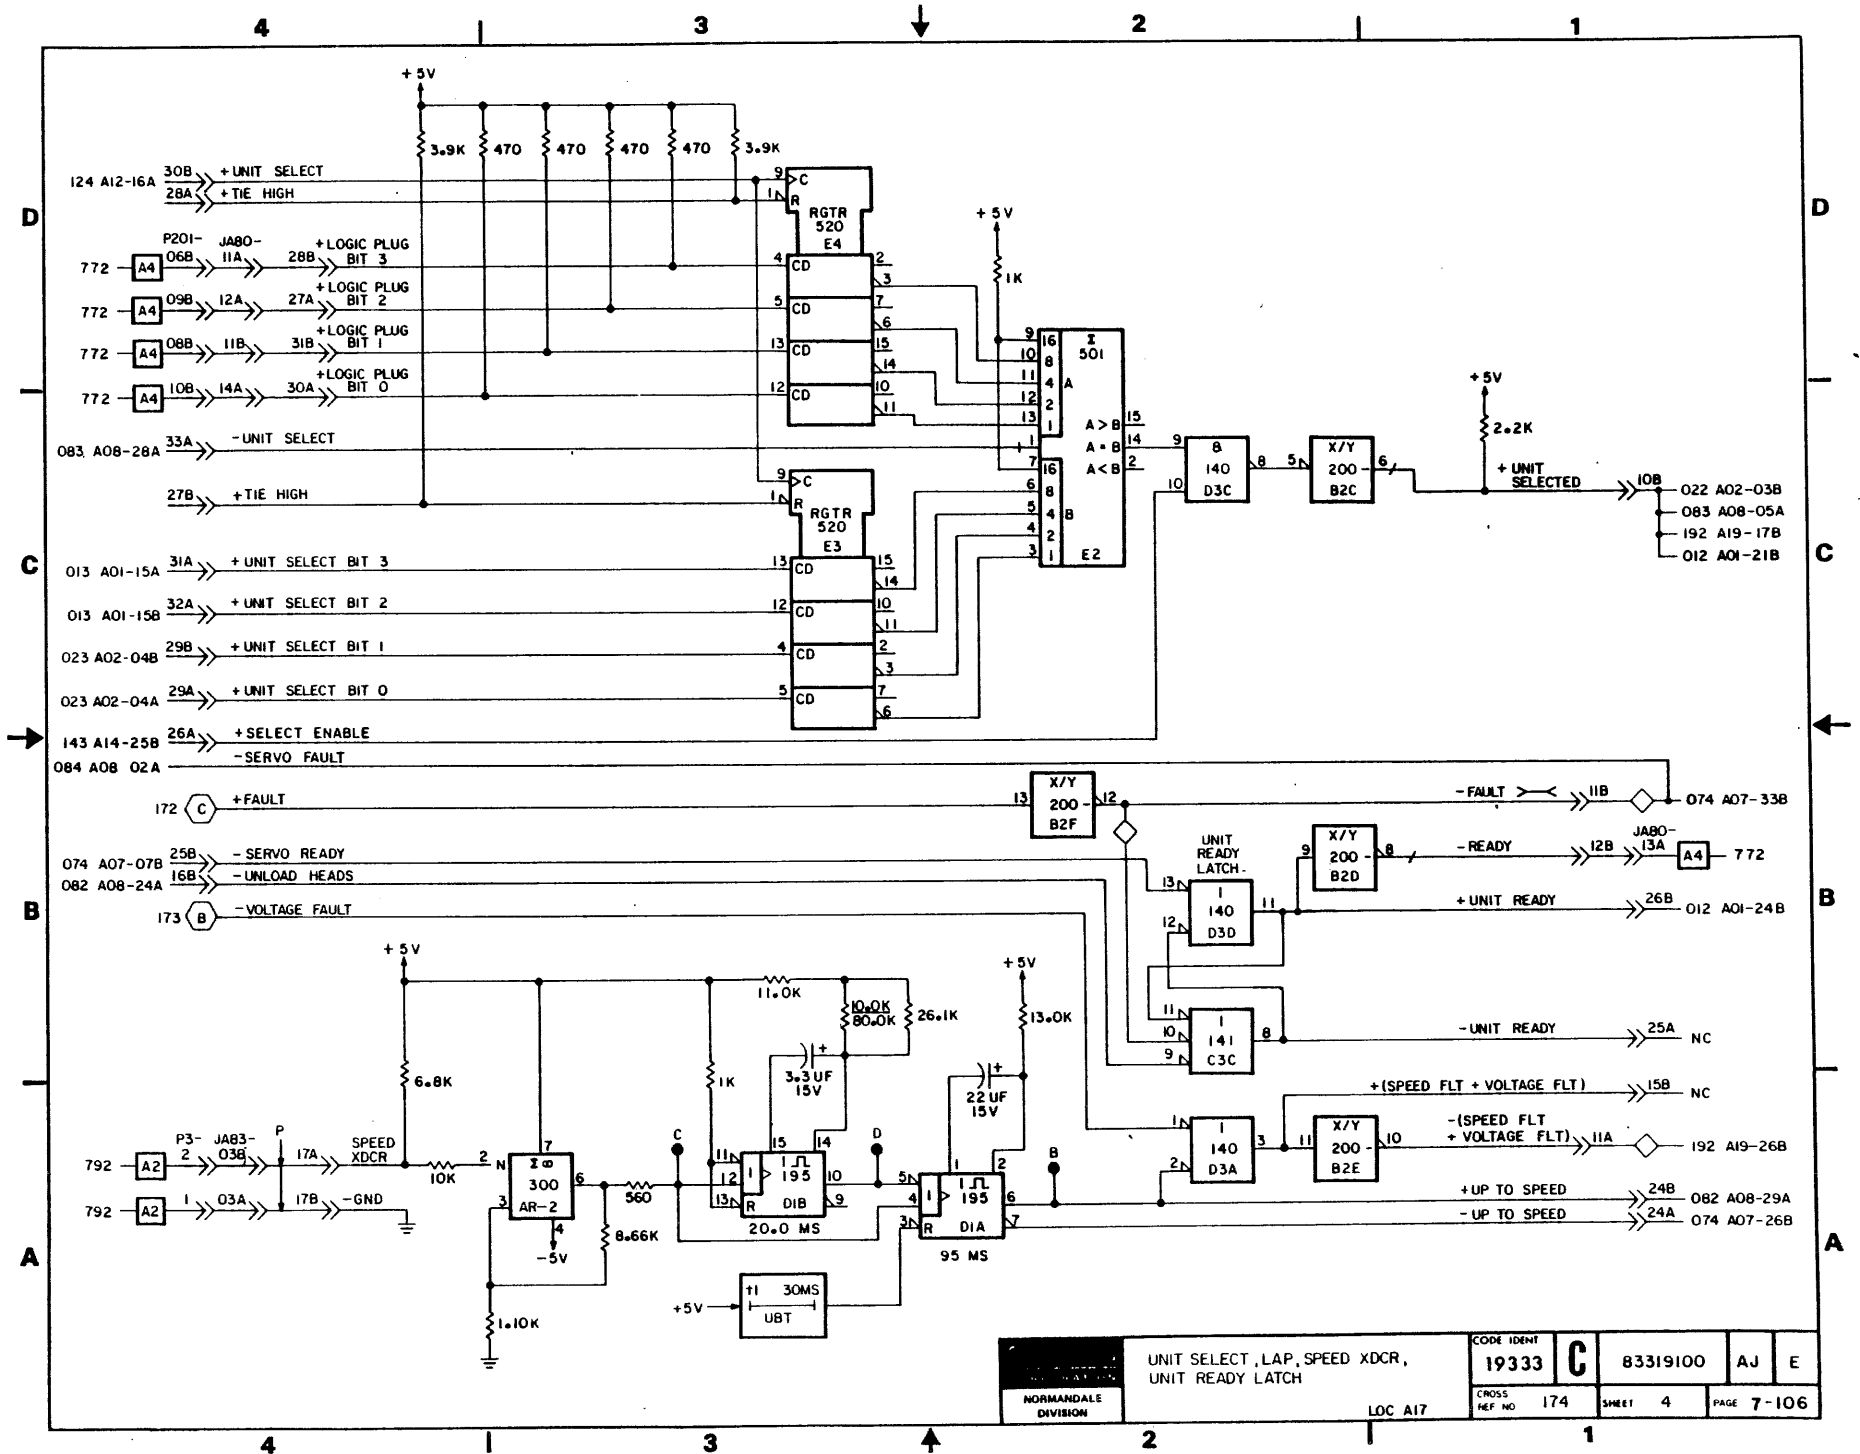 4 3 2 1
+5V
3.9K 470 470 470 470 3.9K
124 A12-16A 30B +UNIT SELECT 9 C
28A +TIE HIGH 1 R
RGTR
520
E4
D D
+5V
1K
P201- JA80-
772 A4 06B 11A 28B +LOGIC PLUG BIT 3 4 CD 2
3
772 A4 09B 12A 27A +LOGIC PLUG BIT 2 5 CD 7
6
772 A4 08B 11B 31B +LOGIC PLUG BIT 1 13 CD 15
14
772 A4 10B 14A 30A +LOGIC PLUG BIT 0 12 CD 10
11
Σ
501
9 16
10 8
11 4 A
12 2
13 1
1
7 16
6 8
5 4 B
4 2
3 1
A>B 15
A=B 14
A<B 2
E2
083 A08-28A 33A -UNIT SELECT
9 & 8
140
10 D3C
5 X/Y 6
200
B2C
+5V
2.2K
+UNIT
SELECTED
10B
022 A02-03B
083 A08-05A
192 A19-17B
012 A01-21B
27B +TIE HIGH
9 C
1 R
RGTR
520
E3
C C
013 A01-15A 31A +UNIT SELECT BIT 3 13 CD 15
14
013 A01-15B 32A +UNIT SELECT BIT 2 12 CD 10
11
023 A02-04B 29B +UNIT SELECT BIT 1 4 CD 2
3
023 A02-04A 29A +UNIT SELECT BIT 0 5 CD 7
6
143 A14-25B 26A +SELECT ENABLE
084 A08 02A -SERVO FAULT
172 C +FAULT 13 X/Y 12
200
B2F
-FAULT 11B 074 A07-33B
074 A07-07B 25B -SERVO READY
082 A08-24A 16B -UNLOAD HEADS
173 B -VOLTAGE FAULT
B B
UNIT
READY
LATCH
13 1 11
140
12 D3D
9 X/Y 8
200
B2D
-READY 12B JA80- 13A A4 772
+UNIT READY 26B 012 A01-24B
11 1
10 141 8
9 C3C
-UNIT READY 25A NC
+(SPEED FLT + VOLTAGE FLT) 15B NC
1 1 3
140
2 D3A
11 X/Y 10
200
B2E
-(SPEED FLT
+VOLTAGE FLT) 11A 192 A19-26B
+UP TO SPEED 24B 082 A08-29A
-UP TO SPEED 24A 074 A07-26B
+5V
6.8K
11.0K
10.0K
80.0K
26.1K
3.3UF
15V
1K
+5V
13.0K
22UF
15V
P3- JA83- P
792 A2 2 03B 17A SPEED
XDCR
10K
792 A2 1 03A 17B -GND
2 N 7 6
300
3 AR-2 4
-5V
560
8.66K
1.10K
C D B
15 14
11 12 13 R
1 195
D1B
10 9
20.0 MS
1 2
5 4 3 R
1 195
D1A
6 7
95 MS
+5V t1 30MS
UBT
A A
NORMANDALE
DIVISION
UNIT SELECT, LAP, SPEED XDCR,
UNIT READY LATCH
LOC A17
CODE IDENT
19333 C 83319100 AJ E
CROSS
REF NO 174 SHEET 4 PAGE 7-106
4 3 2 1